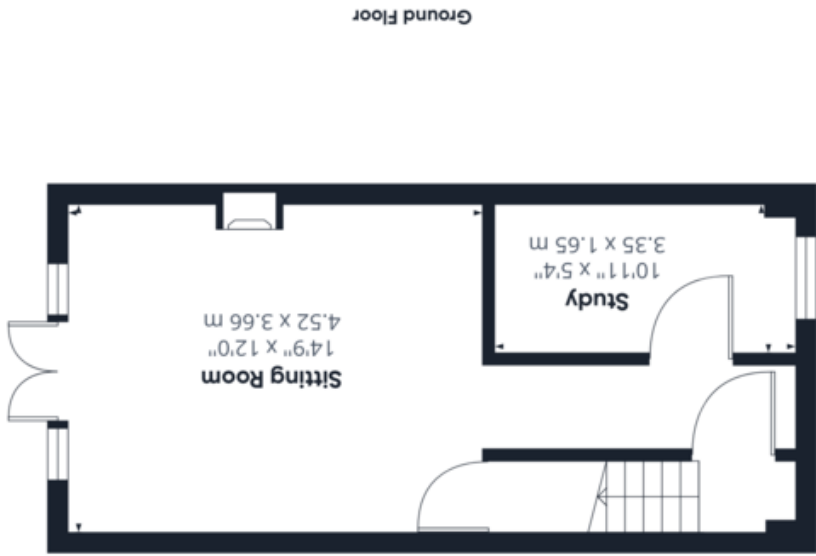 Sitting Room
14'9" x 12'0"
4.52 x 3.66 m
Study
10'11" x 5'4"
3.35 x 1.65 m
Ground Floor